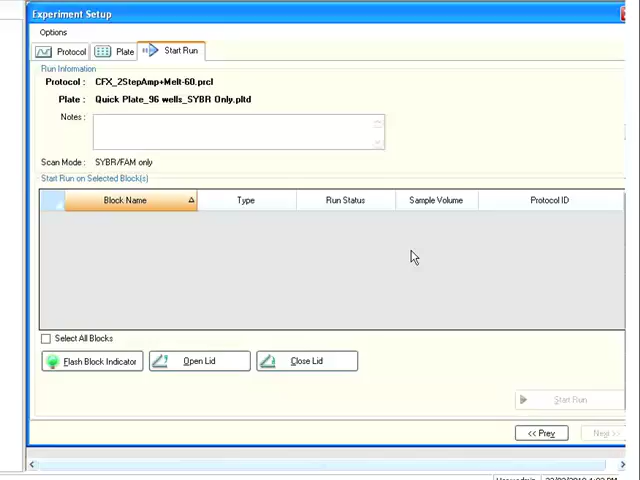 Experiment Setup
Options
Protocol Plate Start Run
Run Information
Protocol : CFX_2StepAmp+Melt-60.prcl
Plate : Quick Plate_96 wells_SYBR Only.pltd
Notes :
Scan Mode : SYBR/FAM only
Start Run on Selected Block(s)
Block Name Type Run Status Sample Volume Protocol ID
Select All Blocks
Flash Block Indicator Open Lid Close Lid
Start Run
<< Prev Next >>